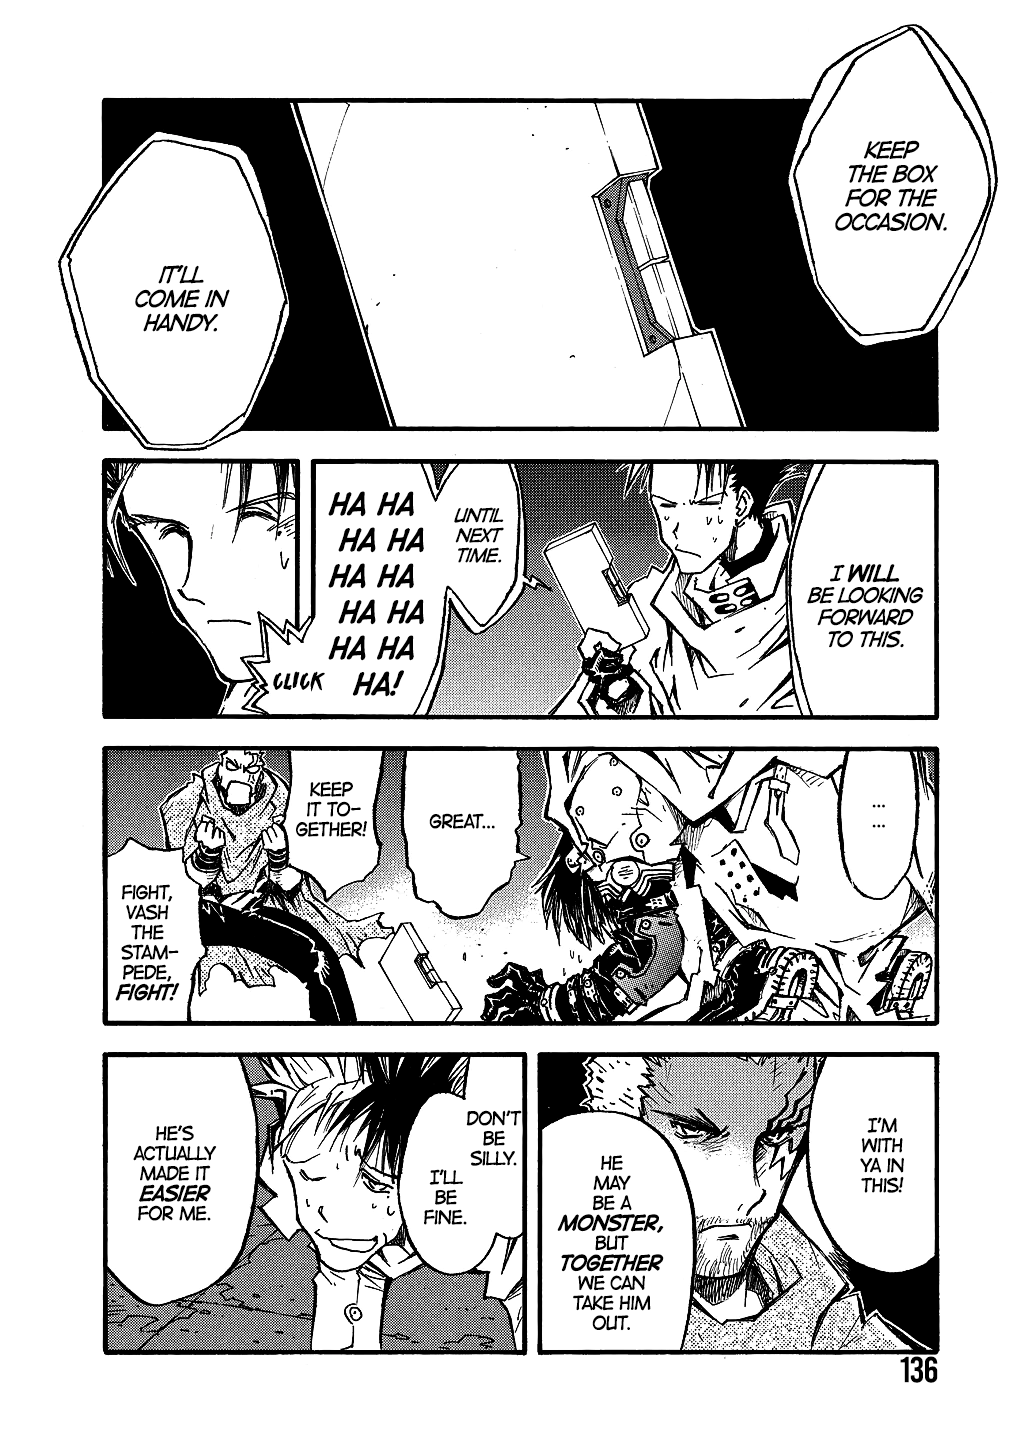 KEEP
THE BOX
FOR THE
OCCASION.
IT'LL
COME IN
HANDY.
I WILL
BE LOOKING
FORWARD
TO THIS.
UNTIL
NEXT
TIME.
HA HA
HA HA
HA HA
HA HA
HA HA
HA!
CLICK
...
...
GREAT...
KEEP
IT TO-
GETHER!
FIGHT,
VASH
THE
STAM-
PEDE,
FIGHT!
I'M
WITH
YA IN
THIS!
HE
MAY
BE A
MONSTER,
BUT
TOGETHER
WE CAN
TAKE HIM
OUT.
DON'T
BE
SILLY.
I'LL
BE
FINE.
HE'S
ACTUALLY
MADE IT
EASIER
FOR ME.
136